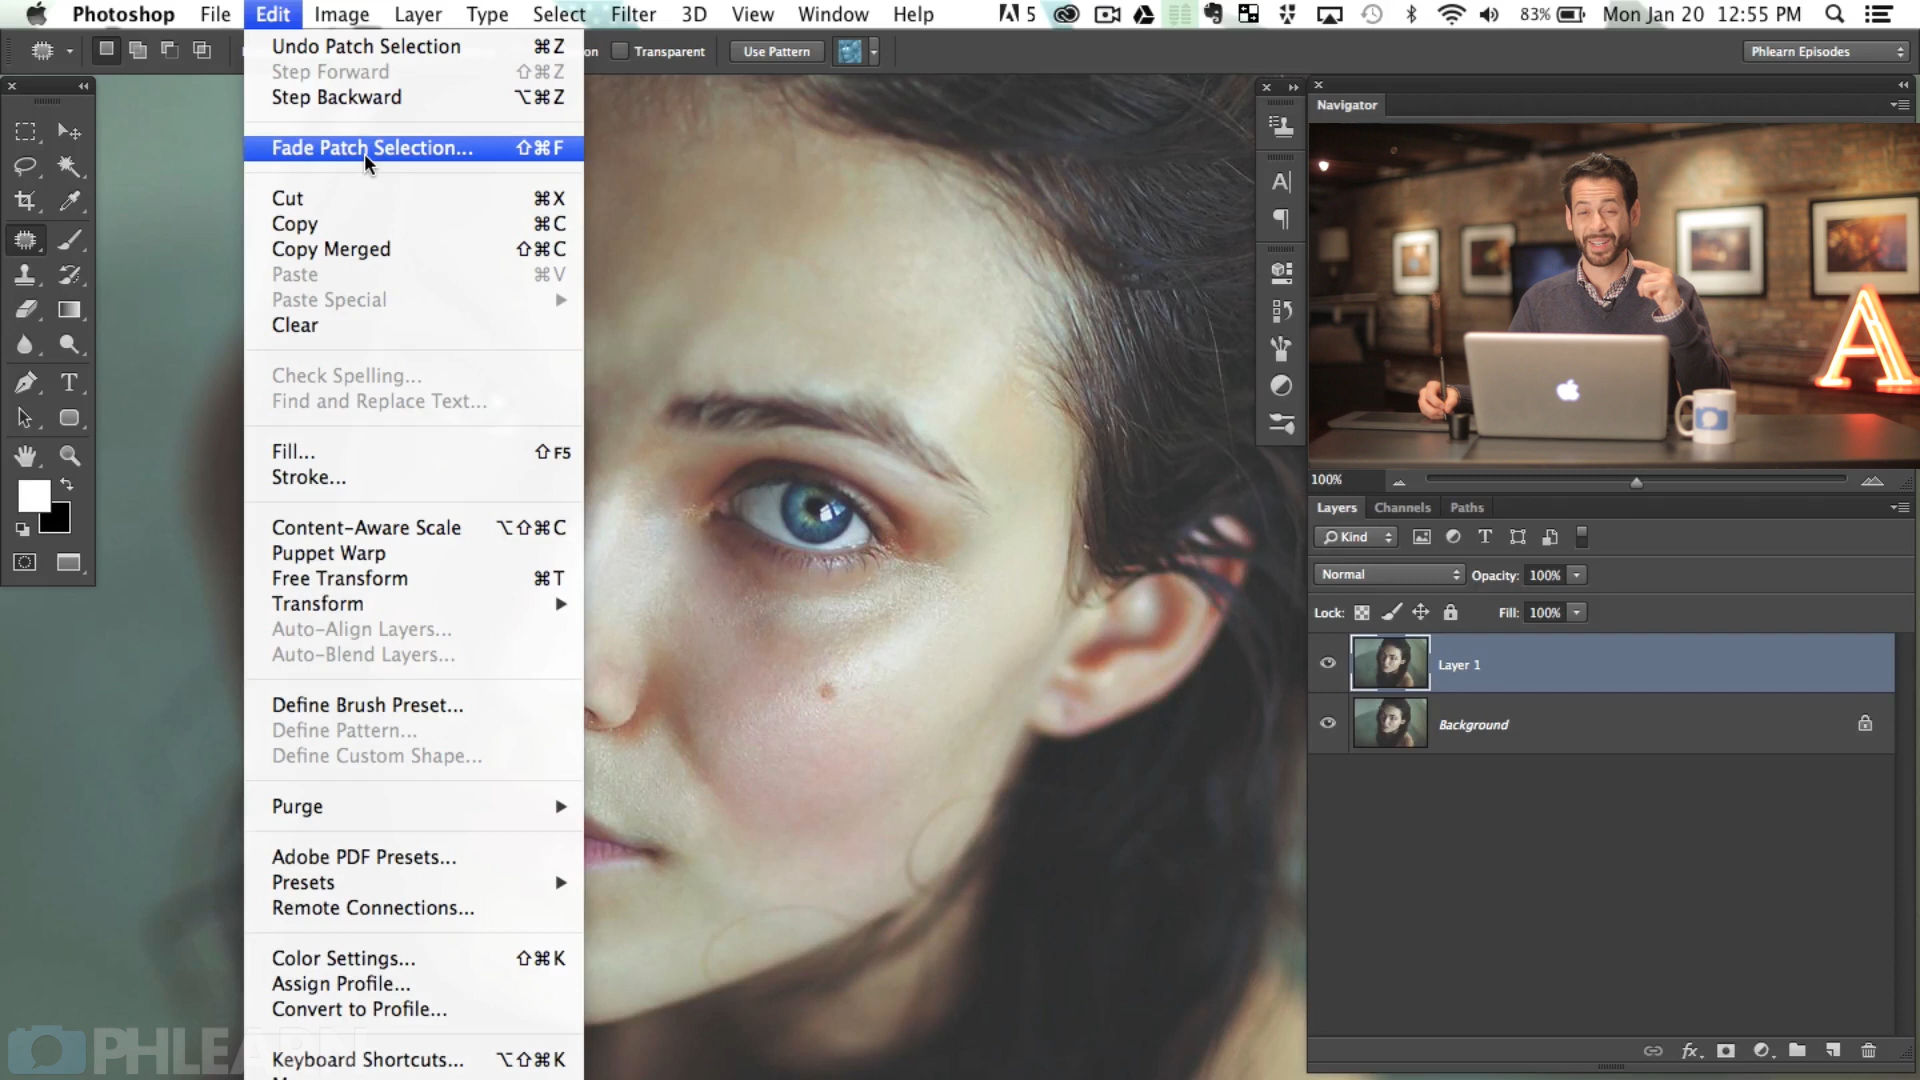 Photoshop File Edit Image Layer Type Select Filter 3D View Window Help 5 83% Mon Jan 20 12:55 PM
Transparent Use Pattern Phlearn Episodes
Undo Patch Selection ⌘Z
Step Forward ⇧⌘Z
Step Backward ⌥⌘Z
Fade Patch Selection... ⇧⌘F
Cut ⌘X
Copy ⌘C
Copy Merged ⇧⌘C
Paste ⌘V
Paste Special
Clear
Check Spelling...
Find and Replace Text...
Fill... ⇧F5
Stroke...
Content-Aware Scale ⌥⇧⌘C
Puppet Warp
Free Transform ⌘T
Transform
Auto-Align Layers...
Auto-Blend Layers...
Define Brush Preset...
Define Pattern...
Define Custom Shape...
Purge
Adobe PDF Presets...
Presets
Remote Connections...
Color Settings... ⇧⌘K
Assign Profile...
Convert to Profile...
Keyboard Shortcuts... ⌥⇧⌘K
Navigator
A
100%
Layers Channels Paths
Kind
Normal Opacity: 100%
Lock: Fill: 100%
Layer 1
Background
PHLEARN